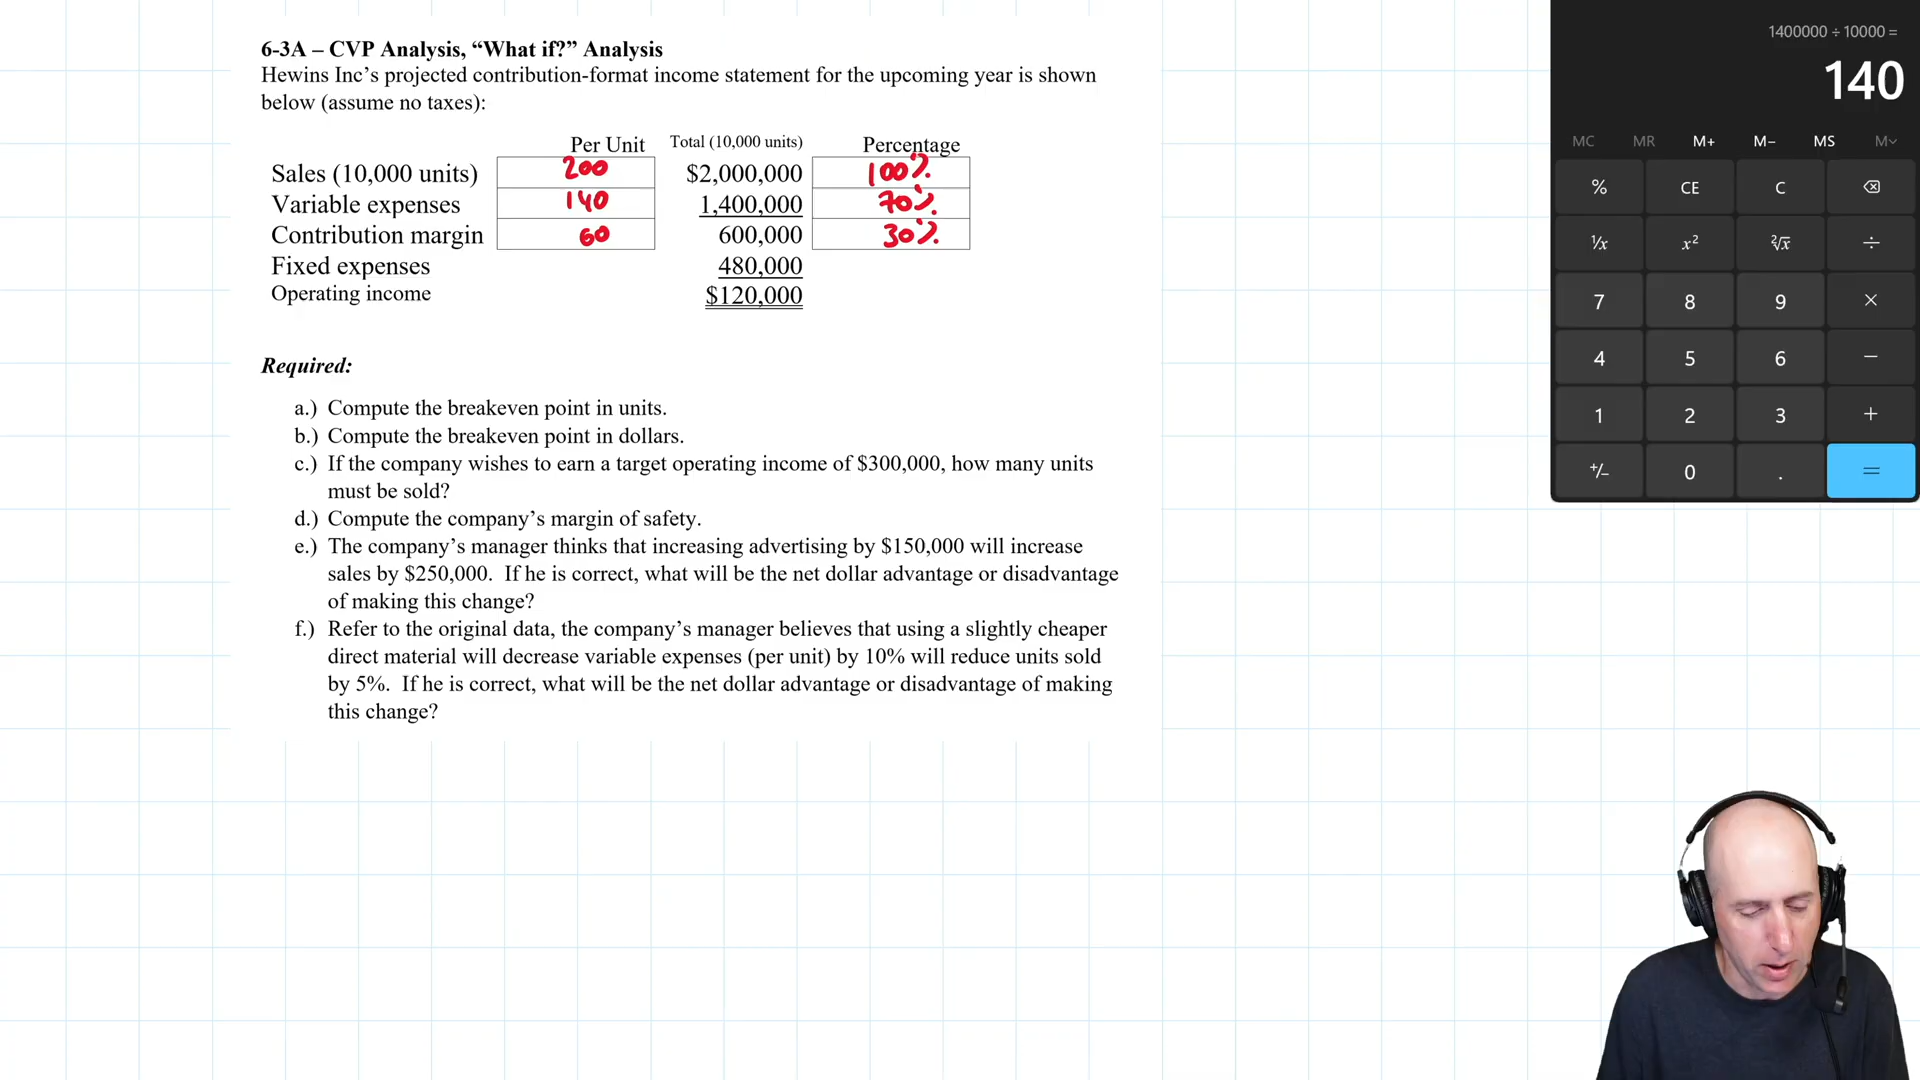 6-3A – CVP Analysis, “What if?” Analysis
Hewins Inc’s projected contribution-format income statement for the upcoming year is shown
below (assume no taxes):
Per Unit Total (10,000 units) Percentage
Sales (10,000 units) 200 $2,000,000 100%
Variable expenses 140 1,400,000 70%
Contribution margin 60 600,000 30%
Fixed expenses 480,000
Operating income $120,000
Required:
a.) Compute the breakeven point in units.
b.) Compute the breakeven point in dollars.
c.) If the company wishes to earn a target operating income of $300,000, how many units
must be sold?
d.) Compute the company’s margin of safety.
e.) The company’s manager thinks that increasing advertising by $150,000 will increase
sales by $250,000. If he is correct, what will be the net dollar advantage or disadvantage
of making this change?
f.) Refer to the original data, the company’s manager believes that using a slightly cheaper
direct material will decrease variable expenses (per unit) by 10% will reduce units sold
by 5%. If he is correct, what will be the net dollar advantage or disadvantage of making
this change?
1400000 ÷ 10000 =
140
MC MR M+ M− MS M˅
% CE C ⌫
¹/x x² ²√x ÷
7 8 9 ×
4 5 6 −
1 2 3 +
+/− 0 . =